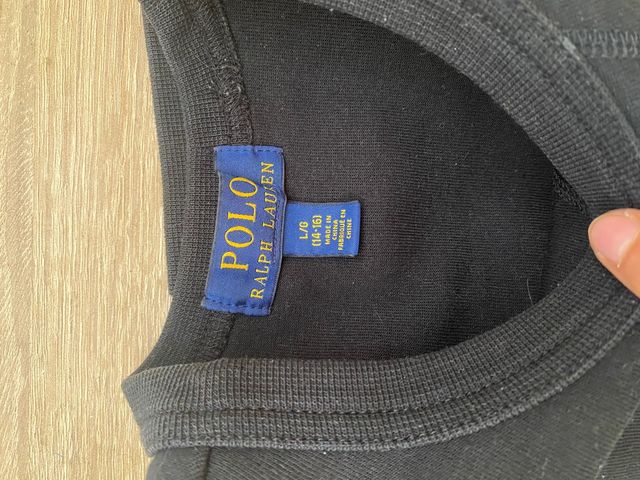 POLO
RALPH LAUREN
L/G
(14-16)
MADE IN
CHINA
FABRIQUÉ EN
CHINE